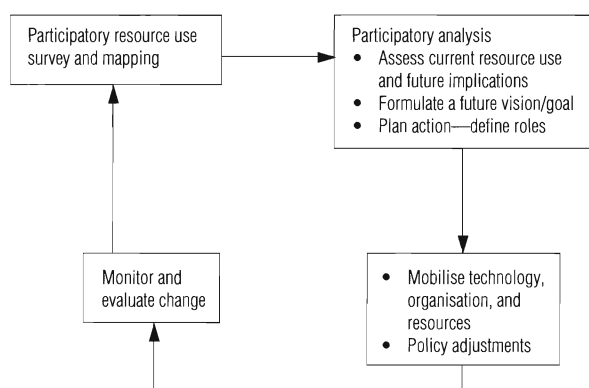 Participatory resource use
survey and mapping
Participatory analysis
• Assess current resource use
and future implications
• Formulate a future vision/goal
• Plan action—define roles
Monitor and
evaluate change
• Mobilise technology,
organisation, and
resources
• Policy adjustments